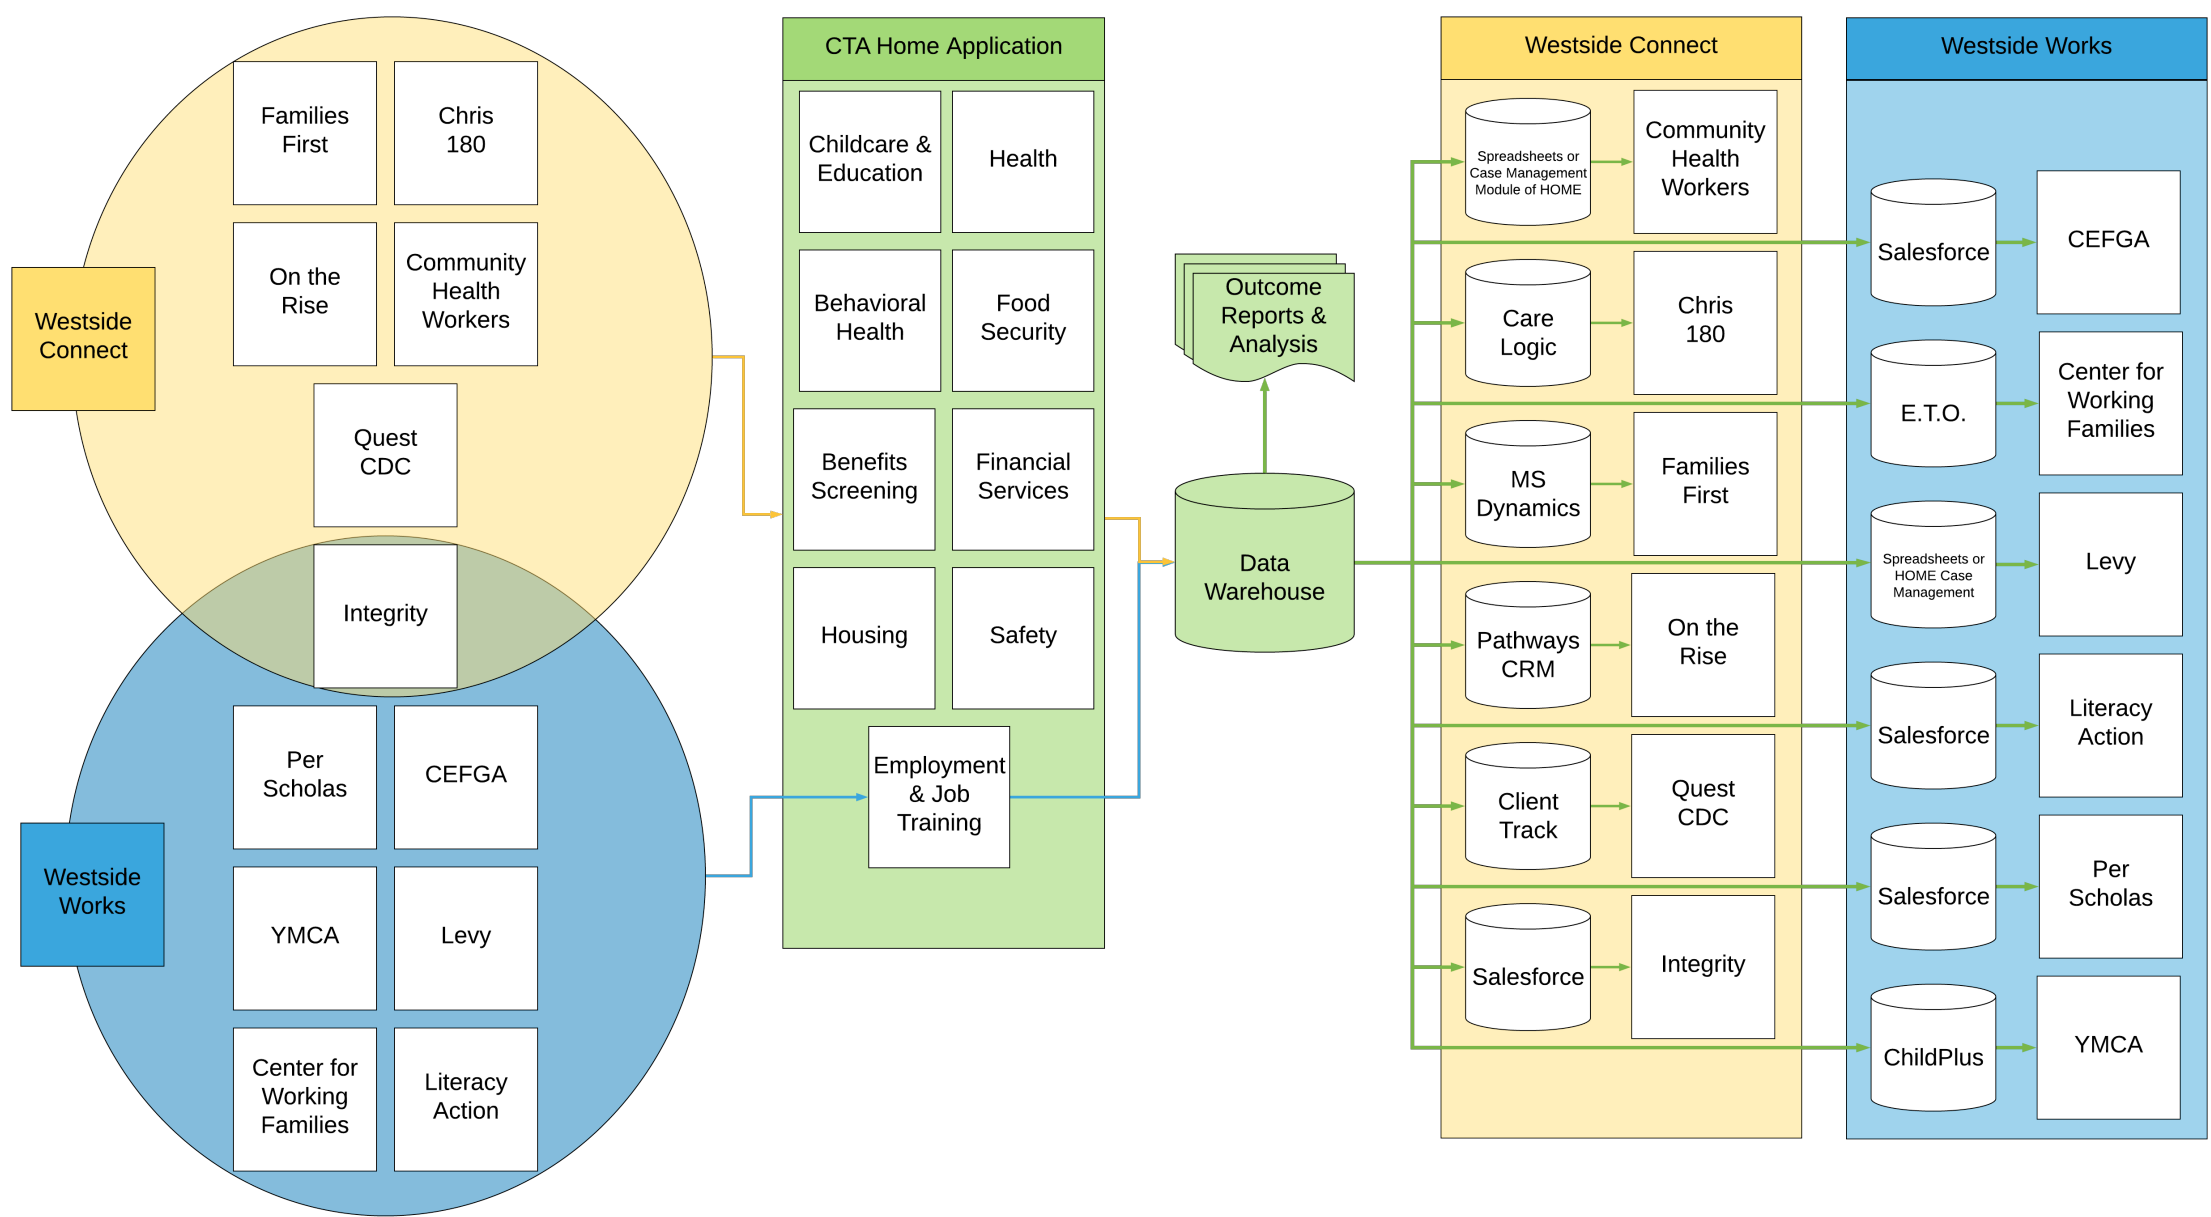 Families
First
Chris
180
On the
Rise
Community
Health
Workers
Westside
Connect
Quest
CDC
Integrity
Per
Scholas
CEFGA
Westside
Works
YMCA
Levy
Center for
Working
Families
Literacy
Action
CTA Home Application
Childcare &
Education
Health
Behavioral
Health
Food
Security
Benefits
Screening
Financial
Services
Housing
Safety
Employment
& Job
Training
Outcome
Reports &
Analysis
Data
Warehouse
Westside Connect
Spreadsheets or
Case Management
Module of HOME
Community
Health
Workers
Care
Logic
Chris
180
MS
Dynamics
Families
First
Pathways
CRM
On the
Rise
Client
Track
Quest
CDC
Salesforce
Integrity
Westside Works
Salesforce
CEFGA
E.T.O.
Center for
Working
Families
Spreadsheets or
HOME Case
Management
Levy
Salesforce
Literacy
Action
Salesforce
Per
Scholas
ChildPlus
YMCA